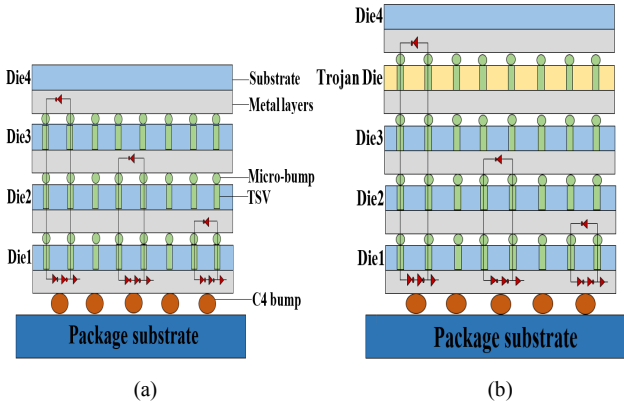 Die4
Substrate
Metal layers
Die3
Micro-bump
Die2
TSV
Die1
C4 bump
Package substrate
(a)
Die4
Trojan Die
Die3
Die2
Die1
Package substrate
(b)